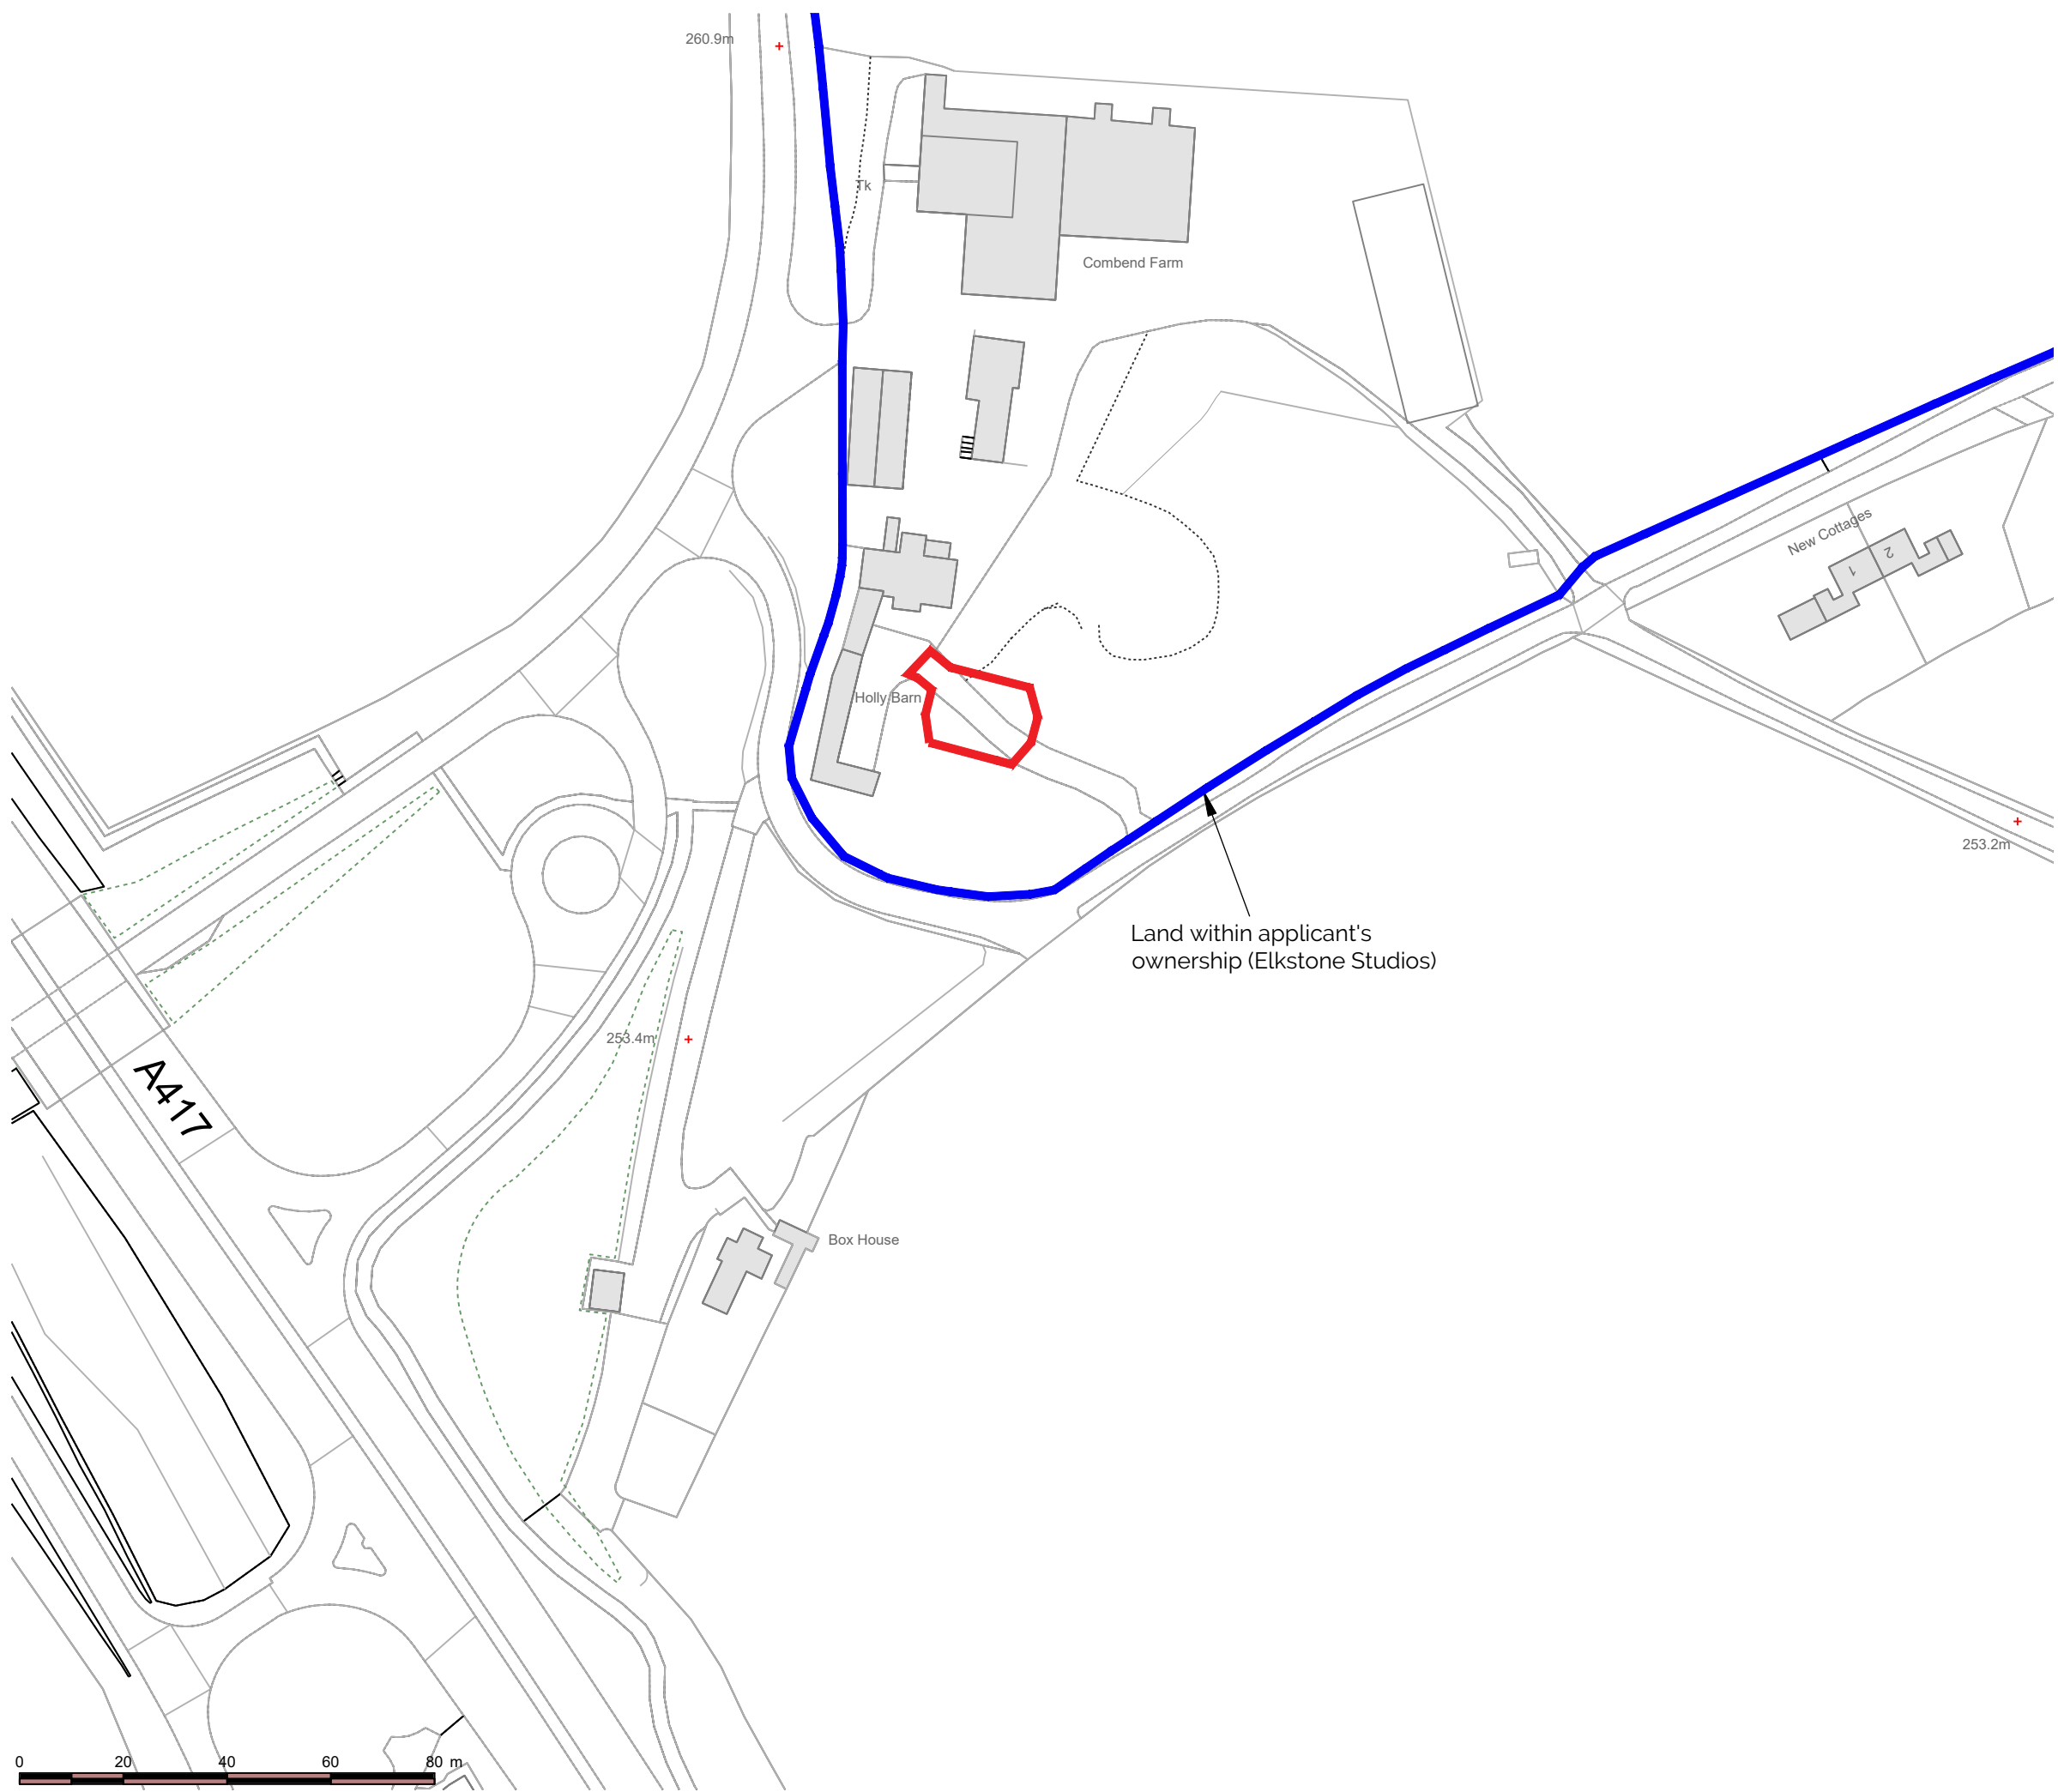 260.9m
Tk
Combend Farm
New Cottages
1
2
Holly Barn
253.2m
Land within applicant's
ownership (Elkstone Studios)
253.4m
A417
Box House
0 20 40 60 80 m